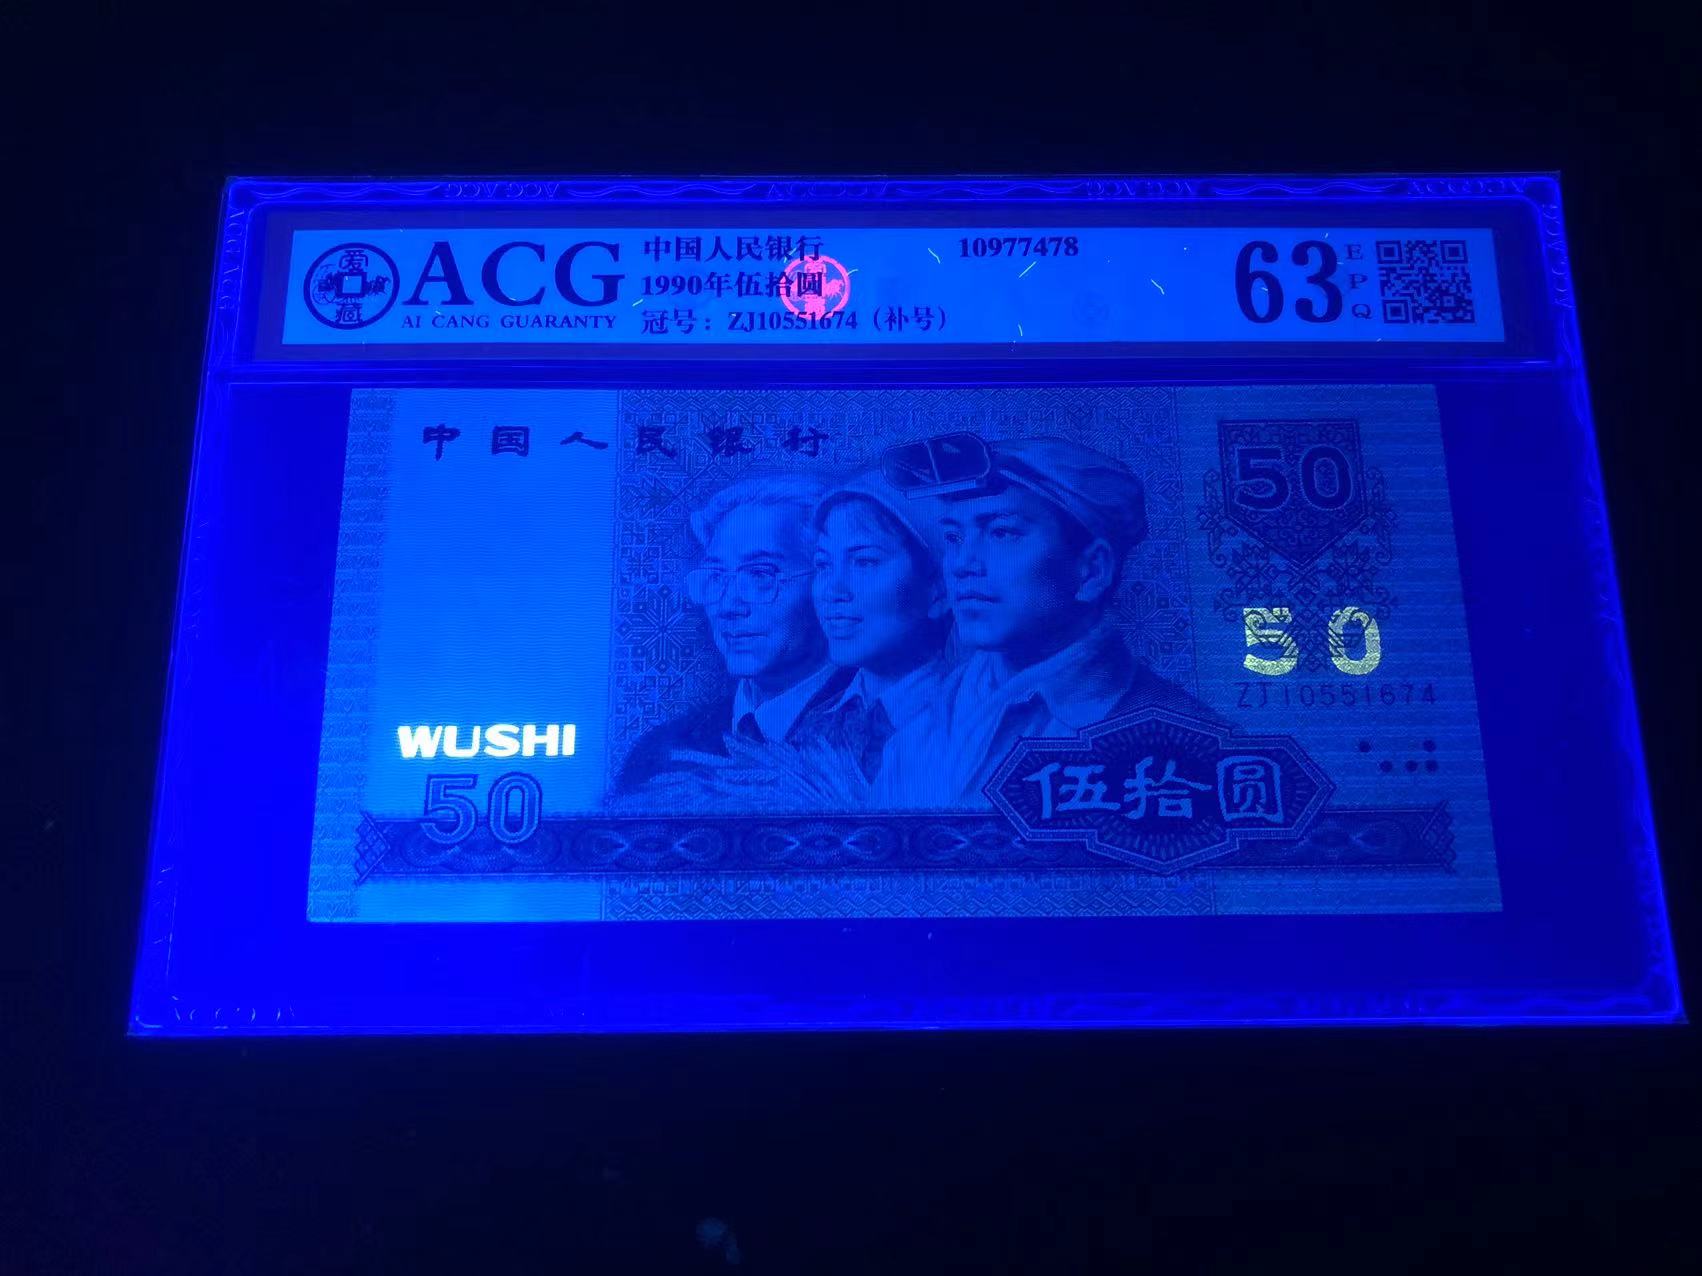 ACG
AI CANG GUARANTY
中国人民银行
1990年伍拾圆
冠号：ZJ10551674（补号）
10977478
63
EPQ
中国人民银行
50
50
ZJ10551674
WUSHI
50
伍拾圆